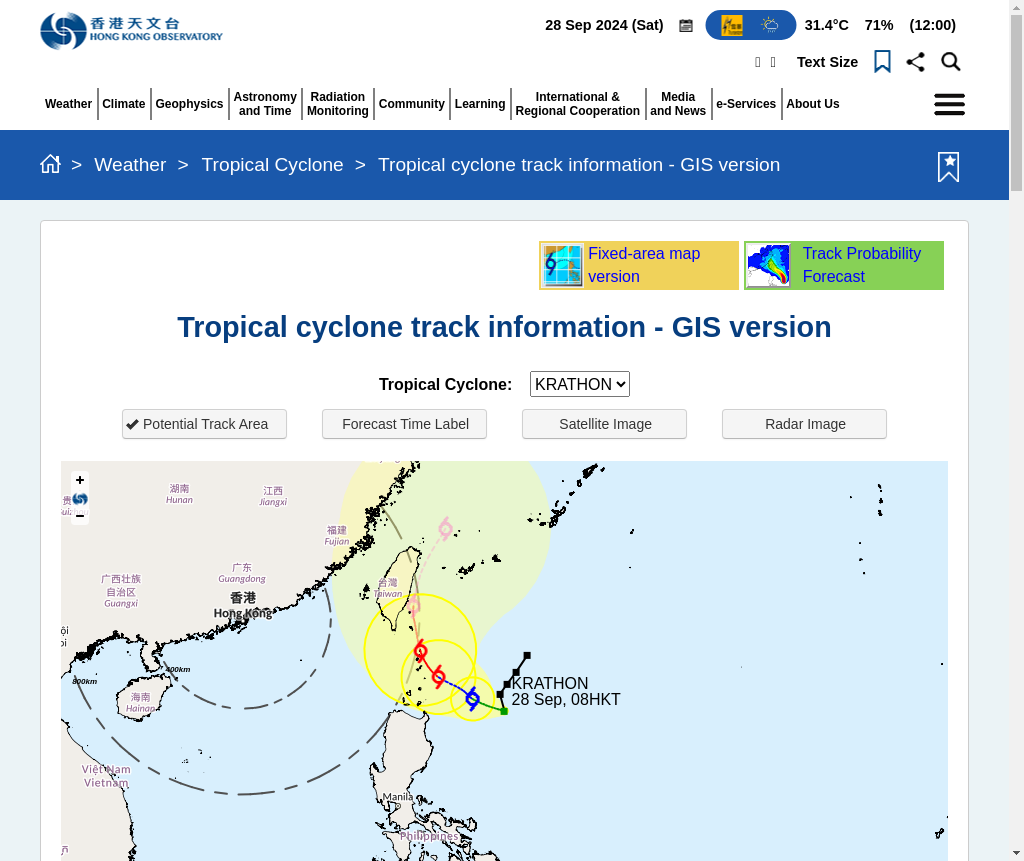 香港天文台
HONG KONG OBSERVATORY
28 Sep 2024 (Sat) 31.4°C 71% (12:00)
Text Size
Weather
Climate
Geophysics
Astronomy
and Time
Radiation
Monitoring
Community
Learning
International &
Regional Cooperation
Media
and News
e-Services
About Us
> Weather > Tropical Cyclone > Tropical cyclone track information - GIS version
Fixed-area map
version
Track Probability
Forecast
Tropical cyclone track information - GIS version
Tropical Cyclone: KRATHON
Potential Track Area
Forecast Time Label
Satellite Image
Radar Image
+
−
湖南
Hunan
江西
Jiangxi
福建
Fujian
广东
Guangdong
广西壮族
自治区
Guangxi
香港
Hong Kong
台灣
Taiwan
400km
800km
海南
Hainan
KRATHON
28 Sep, 08HKT
Việt Nam
Vietnam
Manila
Philippines